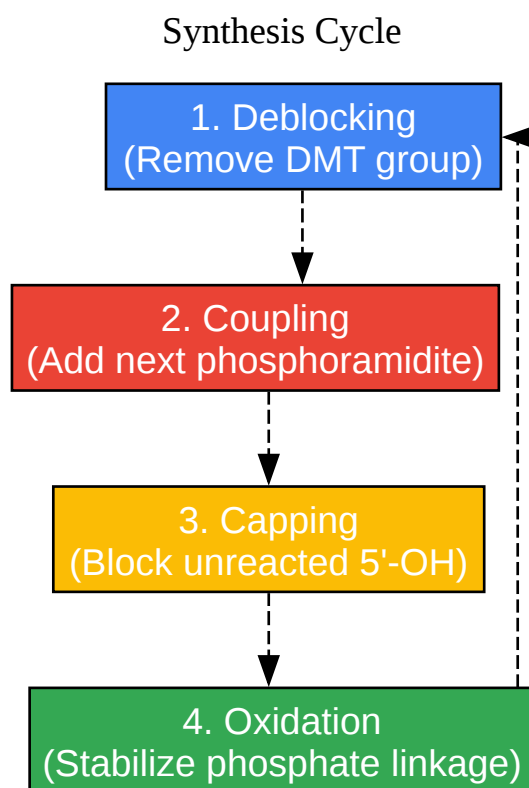 Synthesis Cycle
1. Deblocking
(Remove DMT group)
2. Coupling
(Add next phosphoramidite)
3. Capping
(Block unreacted 5'-OH)
4. Oxidation
(Stabilize phosphate linkage)